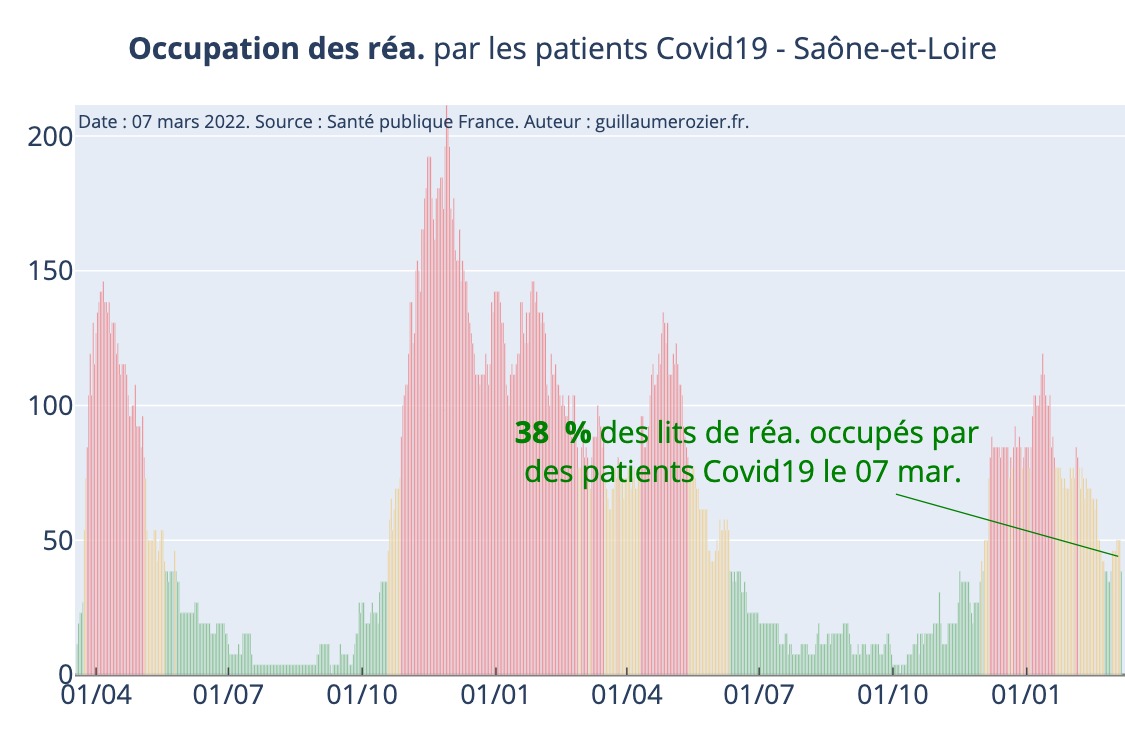 Occupation des réa. par les patients Covid19 - Saône-et-Loire
Date : 07 mars 2022. Source : Santé publique France. Auteur : guillaumerozier.fr.
200
150
100
38 % des lits de réa. occupés par
des patients Covid19 le 07 mar.
50
0
01/04 01/07 01/10 01/01 01/04 01/07 01/10 01/01